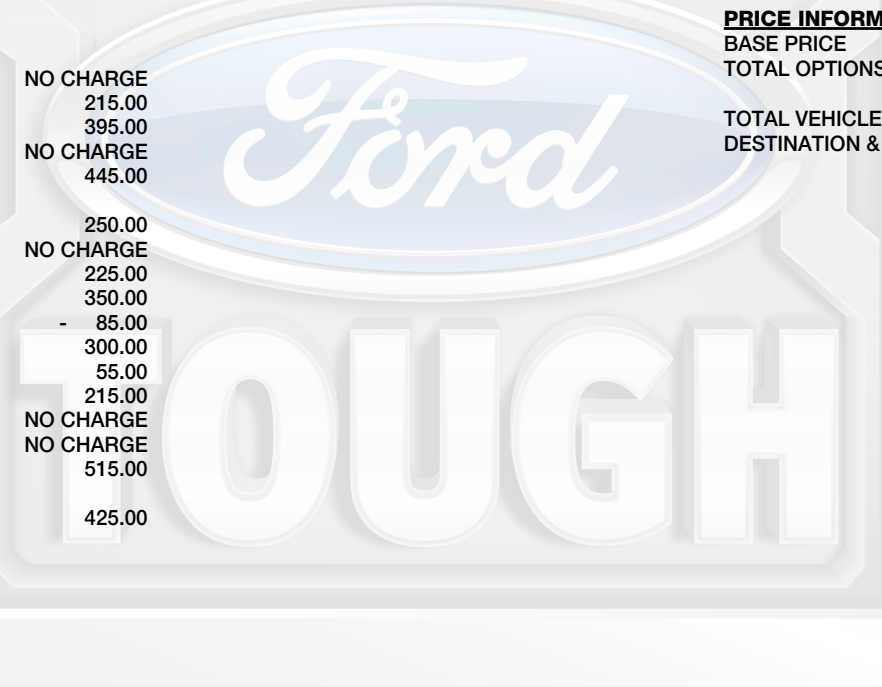 NO CHARGE
215.00
395.00
NO CHARGE
445.00
250.00
NO CHARGE
225.00
350.00
- 85.00
300.00
55.00
215.00
NO CHARGE
NO CHARGE
515.00
425.00
PRICE INFORM
BASE PRICE
TOTAL OPTIONS
TOTAL VEHICLE
DESTINATION &
Ford
TOUGH